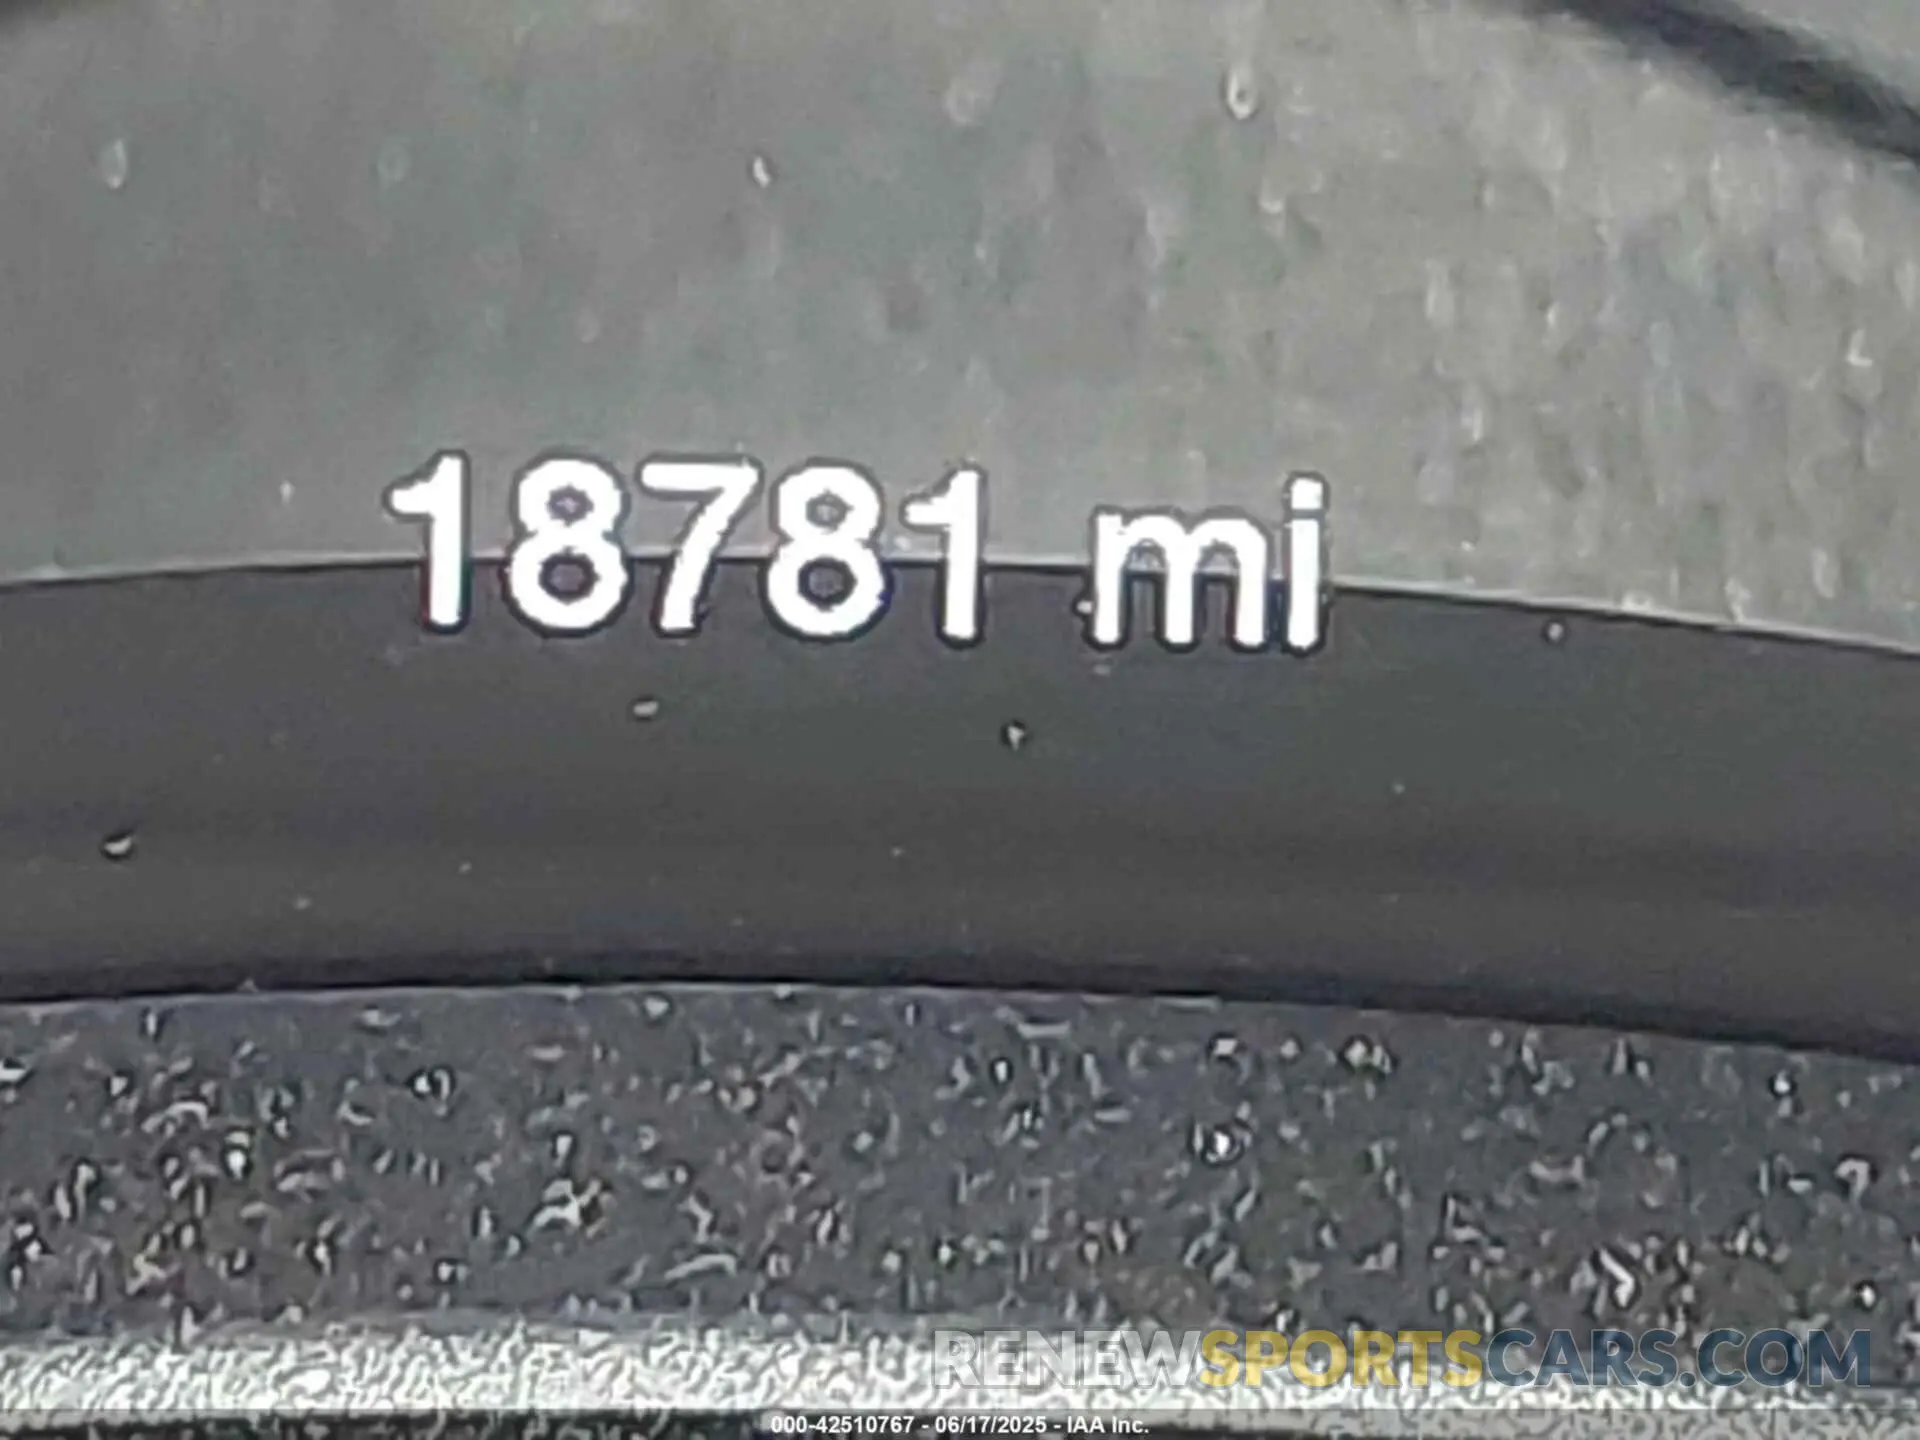 18781 mi
RENEWSPORTSCARS.COM
000-42510767 - 06/17/2025 - IAA Inc.